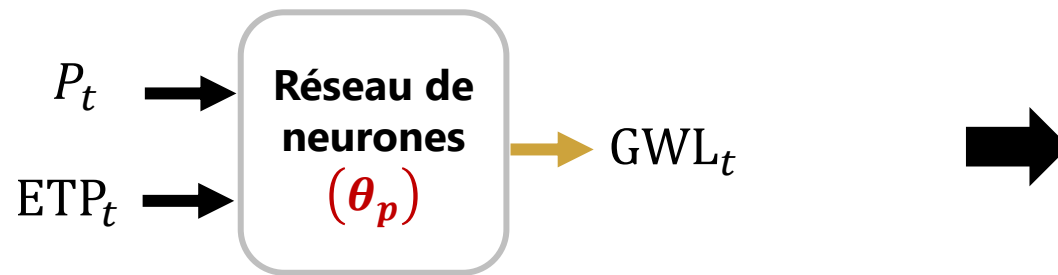 P_t
ETP_t
Réseau de
neurones
(θ_p)
GWL_t